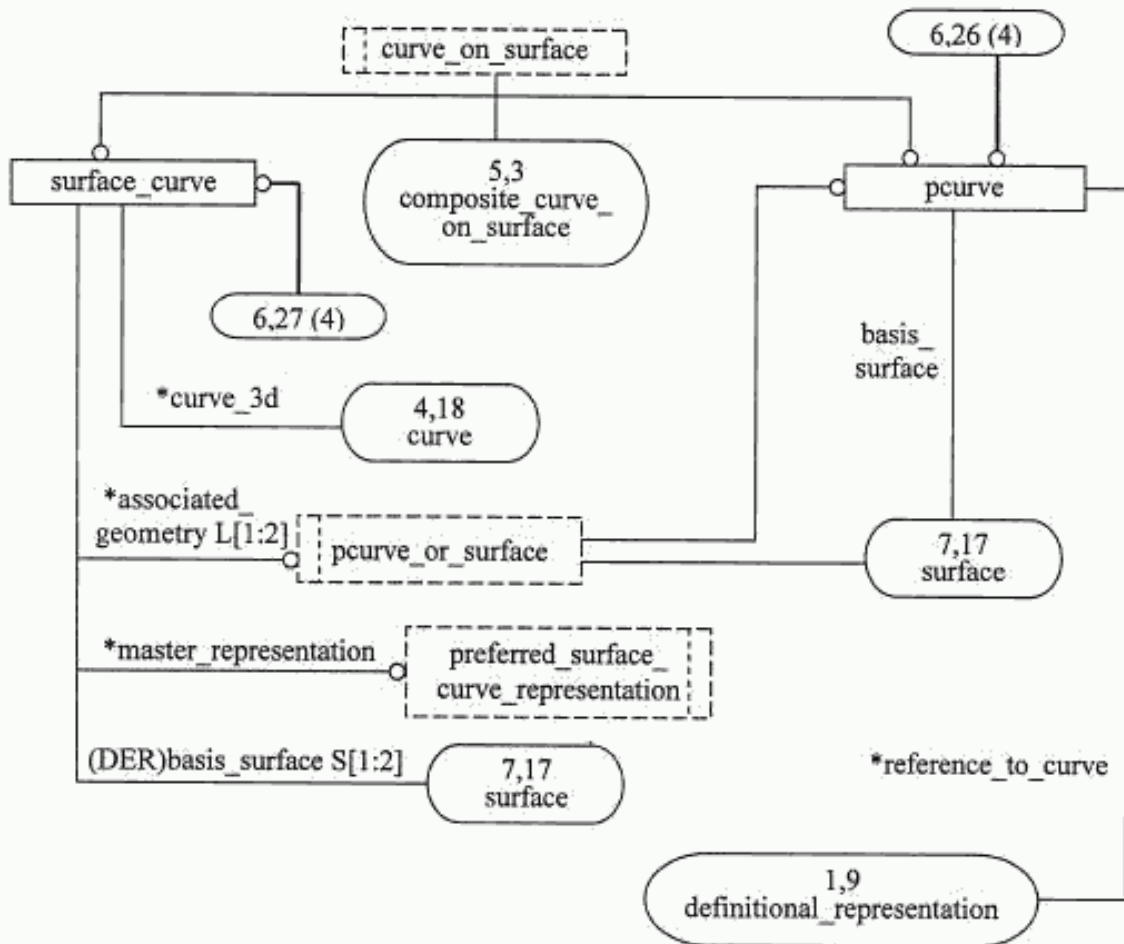 curve_on_surface
6,26 (4)
surface_curve
5,3
composite_curve_
on_surface
pcurve
6,27 (4)
basis_
surface
*curve_3d
4,18
curve
*associated_
geometry L[1:2]
pcurve_or_surface
7,17
surface
*master_representation
preferred_surface_
curve_representation
(DER)basis_surface S[1:2]
7,17
surface
*reference_to_curve
1,9
definitional_representation